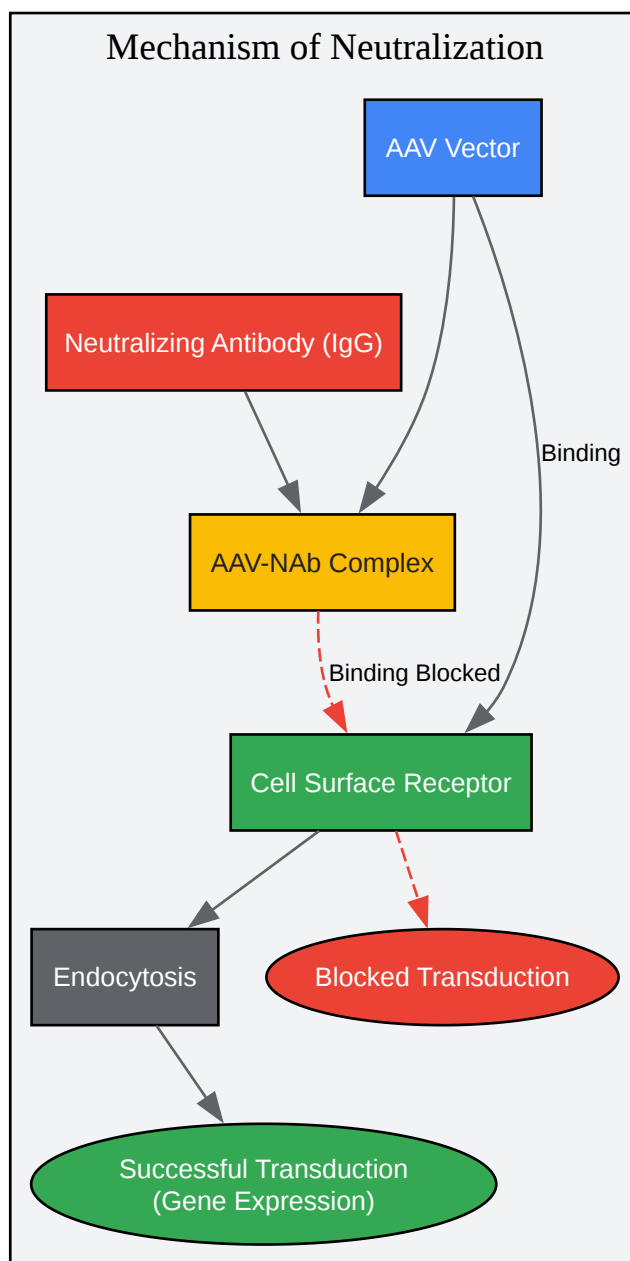 Mechanism of Neutralization
AAV Vector
Neutralizing Antibody (IgG)
Binding
AAV-NAb Complex
Binding Blocked
Cell Surface Receptor
Endocytosis
Blocked Transduction
Successful Transduction
(Gene Expression)